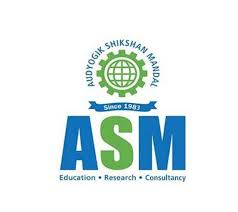 AUDYOGIK SHIKSHAN MANDAL
Since 1983
ASM
Education • Research • Consultancy